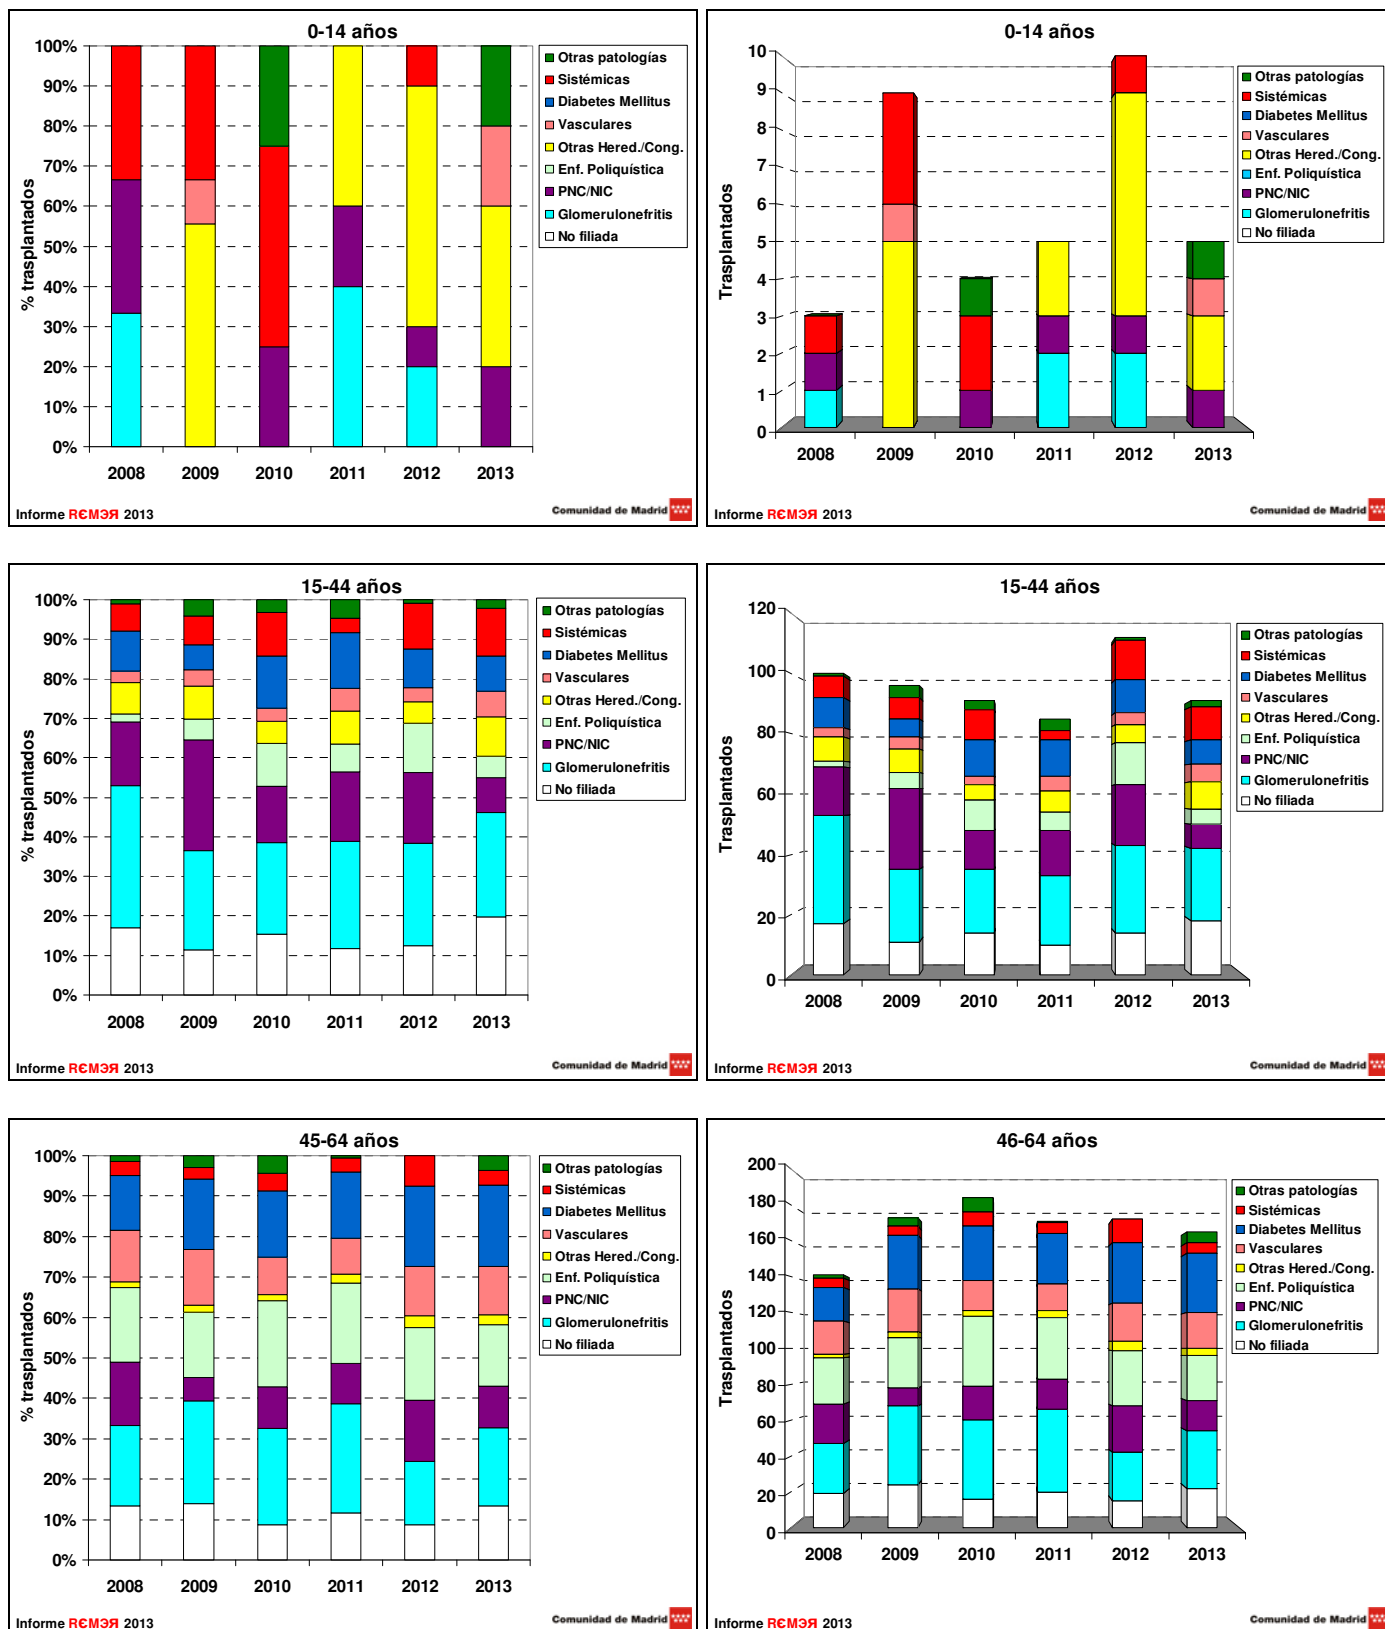 0-14 años
100%
90%
80%
70%
60%
50%
40%
30%
20%
10%
0%
% trasplantados
2008 2009 2010 2011 2012 2013
Otras patologías
Sistémicas
Diabetes Mellitus
Vasculares
Otras Hered./Cong.
Enf. Poliquística
PNC/NIC
Glomerulonefritis
No filiada
Informe RЄMЭЯ 2013
Comunidad de Madrid
0-14 años
10
9
8
7
6
5
4
3
2
1
0
Trasplantados
2008 2009 2010 2011 2012 2013
Otras patologías
Sistémicas
Diabetes Mellitus
Vasculares
Otras Hered./Cong.
Enf. Poliquística
PNC/NIC
Glomerulonefritis
No filiada
Informe RЄMЭЯ 2013
Comunidad de Madrid
15-44 años
100%
90%
80%
70%
60%
50%
40%
30%
20%
10%
0%
% trasplantados
2008 2009 2010 2011 2012 2013
Otras patologías
Sistémicas
Diabetes Mellitus
Vasculares
Otras Hered./Cong.
Enf. Poliquística
PNC/NIC
Glomerulonefritis
No filiada
Informe RЄMЭЯ 2013
Comunidad de Madrid
15-44 años
120
100
80
60
40
20
0
Trasplantados
2008 2009 2010 2011 2012 2013
Otras patologías
Sistémicas
Diabetes Mellitus
Vasculares
Otras Hered./Cong.
Enf. Poliquística
PNC/NIC
Glomerulonefritis
No filiada
Informe RЄMЭЯ 2013
Comunidad de Madrid
45-64 años
100%
90%
80%
70%
60%
50%
40%
30%
20%
10%
0%
% trasplantados
2008 2009 2010 2011 2012 2013
Otras patologías
Sistémicas
Diabetes Mellitus
Vasculares
Otras Hered./Cong.
Enf. Poliquística
PNC/NIC
Glomerulonefritis
No filiada
Informe RЄMЭЯ 2013
Comunidad de Madrid
46-64 años
200
180
160
140
120
100
80
60
40
20
0
Trasplantados
2008 2009 2010 2011 2012 2013
Otras patologías
Sistémicas
Diabetes Mellitus
Vasculares
Otras Hered./Cong.
Enf. Poliquística
PNC/NIC
Glomerulonefritis
No filiada
Informe RЄMЭЯ 2013
Comunidad de Madrid